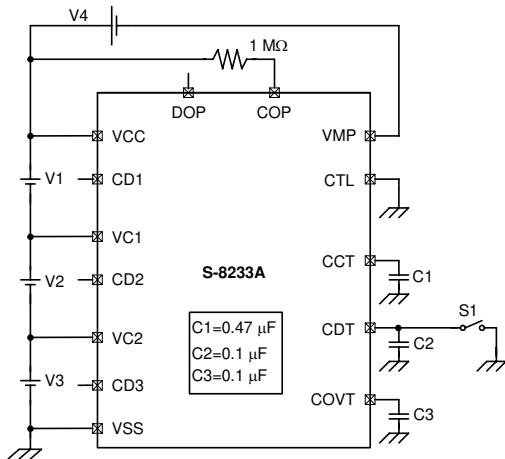 V4
1 MΩ
DOP
COP
VCC
VMP
V1
CD1
CTL
VC1
V2
CD2
S-8233A
CCT
C1
C1=0.47 µF
C2=0.1 µF
C3=0.1 µF
S1
CDT
C2
VC2
V3
CD3
COVT
C3
VSS